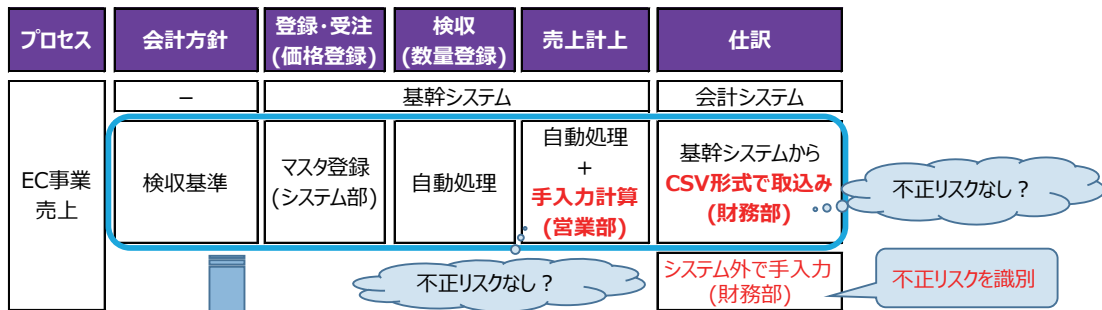 プロセス
会計方針
登録・受注
(価格登録)
検収
(数量登録)
売上計上
仕訳
－
基幹システム
会計システム
EC事業
売上
検収基準
マスタ登録
(システム部)
自動処理
自動処理
+
手入力計算
(営業部)
基幹システムから
CSV形式で取込み
(財務部)
不正リスクなし？
不正リスクなし？
システム外で手入力
(財務部)
不正リスクを識別